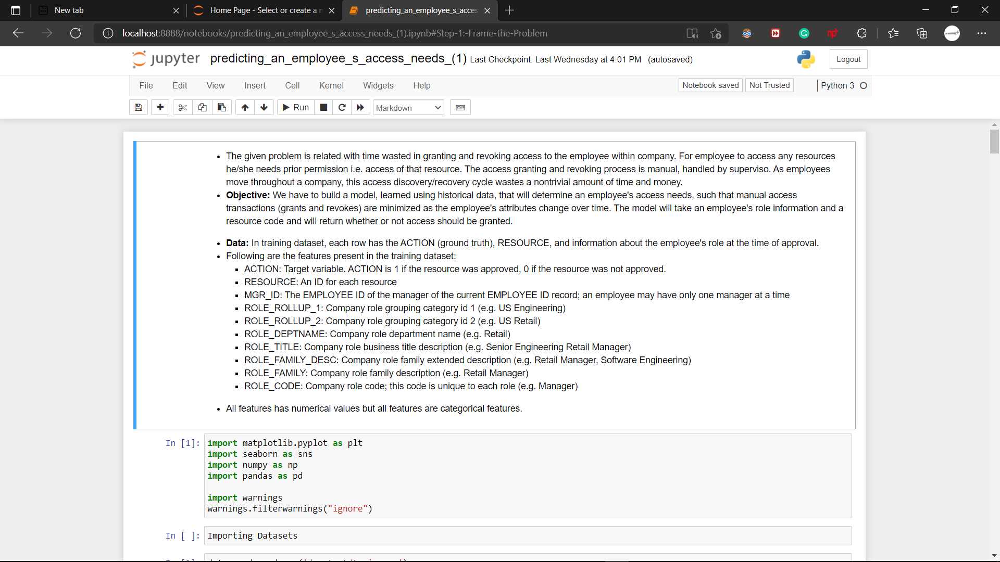 New tab
Home Page - Select or create a n
predicting_an_employee_s_acces
localhost:8888/notebooks/predicting_an_employee_s_access_needs_(1).ipynb#Step-1:-Frame-the-Problem
jupyter predicting_an_employee_s_access_needs_(1) Last Checkpoint: Last Wednesday at 4:01 PM (autosaved)
Logout
File Edit View Insert Cell Kernel Widgets Help
Notebook saved Not Trusted Python 3
Run Markdown
• The given problem is related with time wasted in granting and revoking access to the employee within company. For employee to access any resources
he/she needs prior permission i.e. access of that resource. The access granting and revoking process is manual, handled by superviso. As employees
move throughout a company, this access discovery/recovery cycle wastes a nontrivial amount of time and money.
• Objective: We have to build a model, learned using historical data, that will determine an employee's access needs, such that manual access
transactions (grants and revokes) are minimized as the employee's attributes change over time. The model will take an employee's role information and a
resource code and will return whether or not access should be granted.
• Data: In training dataset, each row has the ACTION (ground truth), RESOURCE, and information about the employee's role at the time of approval.
• Following are the features present in the training dataset:
▪ ACTION: Target variable. ACTION is 1 if the resource was approved, 0 if the resource was not approved.
▪ RESOURCE: An ID for each resource
▪ MGR_ID: The EMPLOYEE ID of the manager of the current EMPLOYEE ID record; an employee may have only one manager at a time
▪ ROLE_ROLLUP_1: Company role grouping category id 1 (e.g. US Engineering)
▪ ROLE_ROLLUP_2: Company role grouping category id 2 (e.g. US Retail)
▪ ROLE_DEPTNAME: Company role department name (e.g. Retail)
▪ ROLE_TITLE: Company role business title description (e.g. Senior Engineering Retail Manager)
▪ ROLE_FAMILY_DESC: Company role family extended description (e.g. Retail Manager, Software Engineering)
▪ ROLE_FAMILY: Company role family description (e.g. Retail Manager)
▪ ROLE_CODE: Company role code; this code is unique to each role (e.g. Manager)
• All features has numerical values but all features are categorical features.
In [1]: import matplotlib.pyplot as plt
import seaborn as sns
import numpy as np
import pandas as pd
import warnings
warnings.filterwarnings("ignore")
In [ ]: Importing Datasets